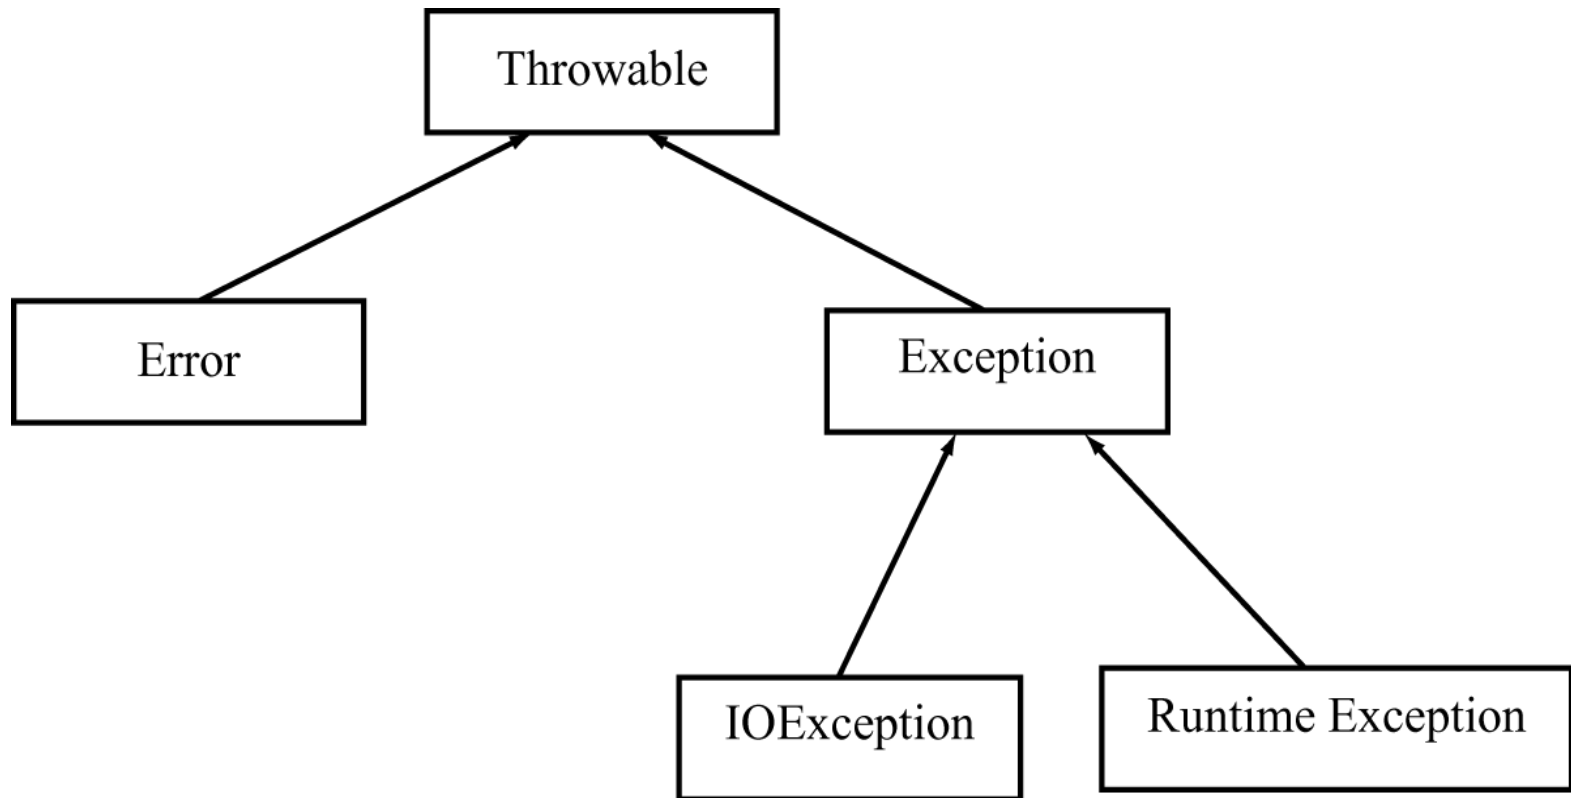 Throwable
Error
Exception
IOException
Runtime Exception